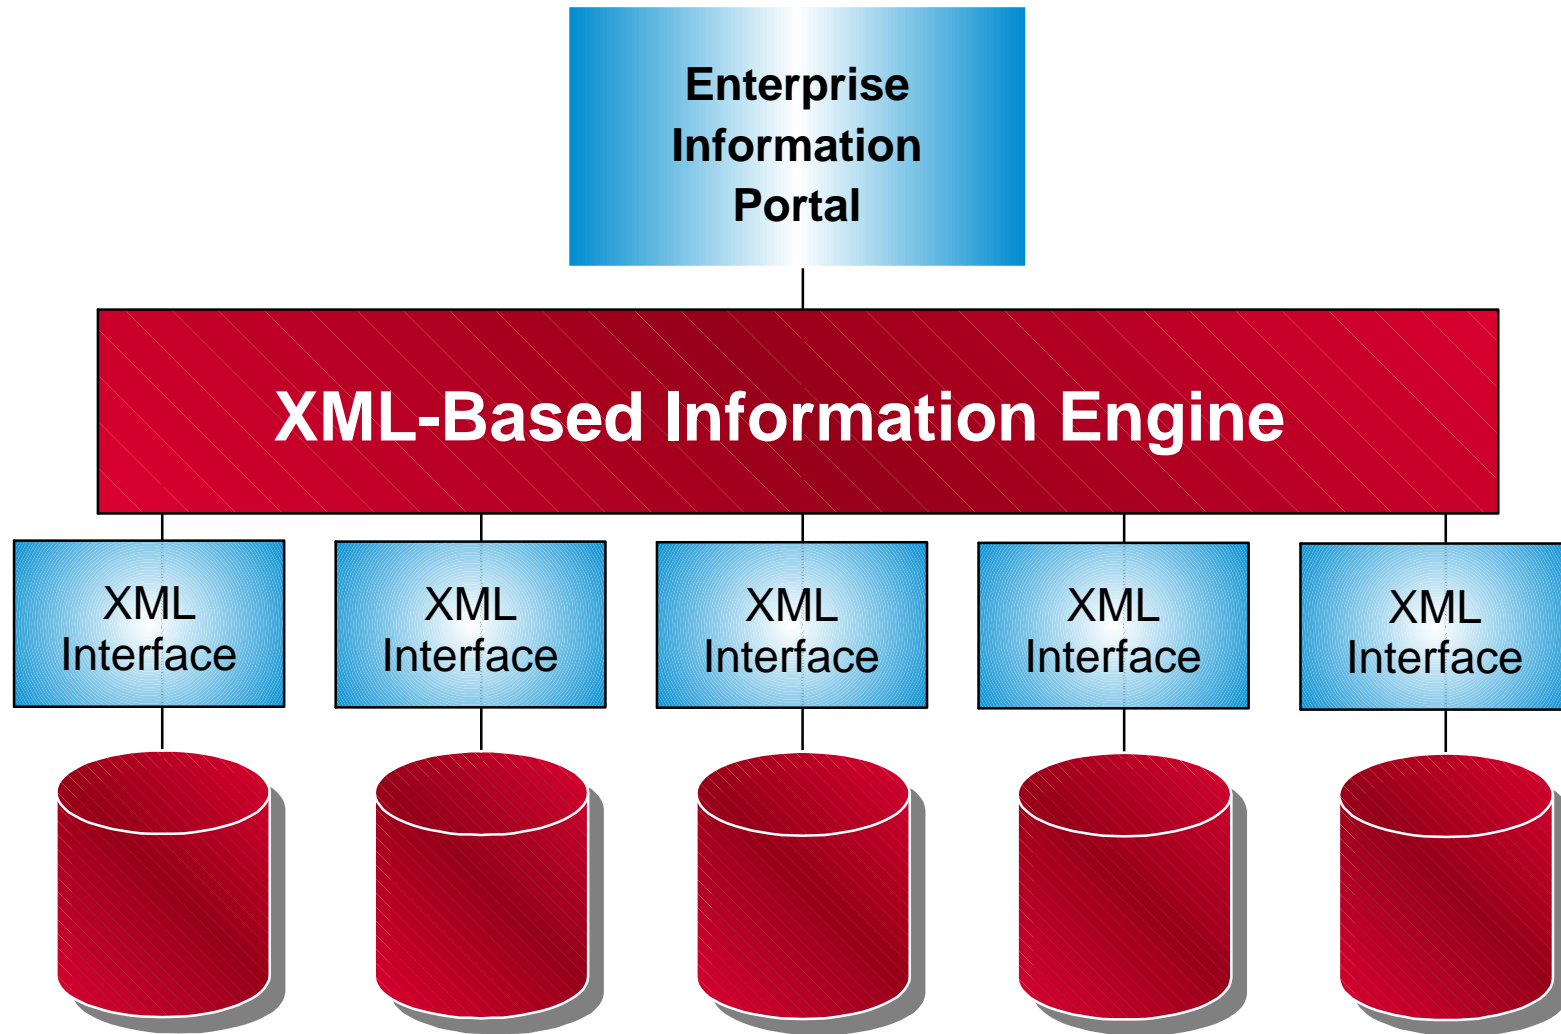 Enterprise
Information
Portal
XML-Based Information Engine
XML
Interface
XML
Interface
XML
Interface
XML
Interface
XML
Interface